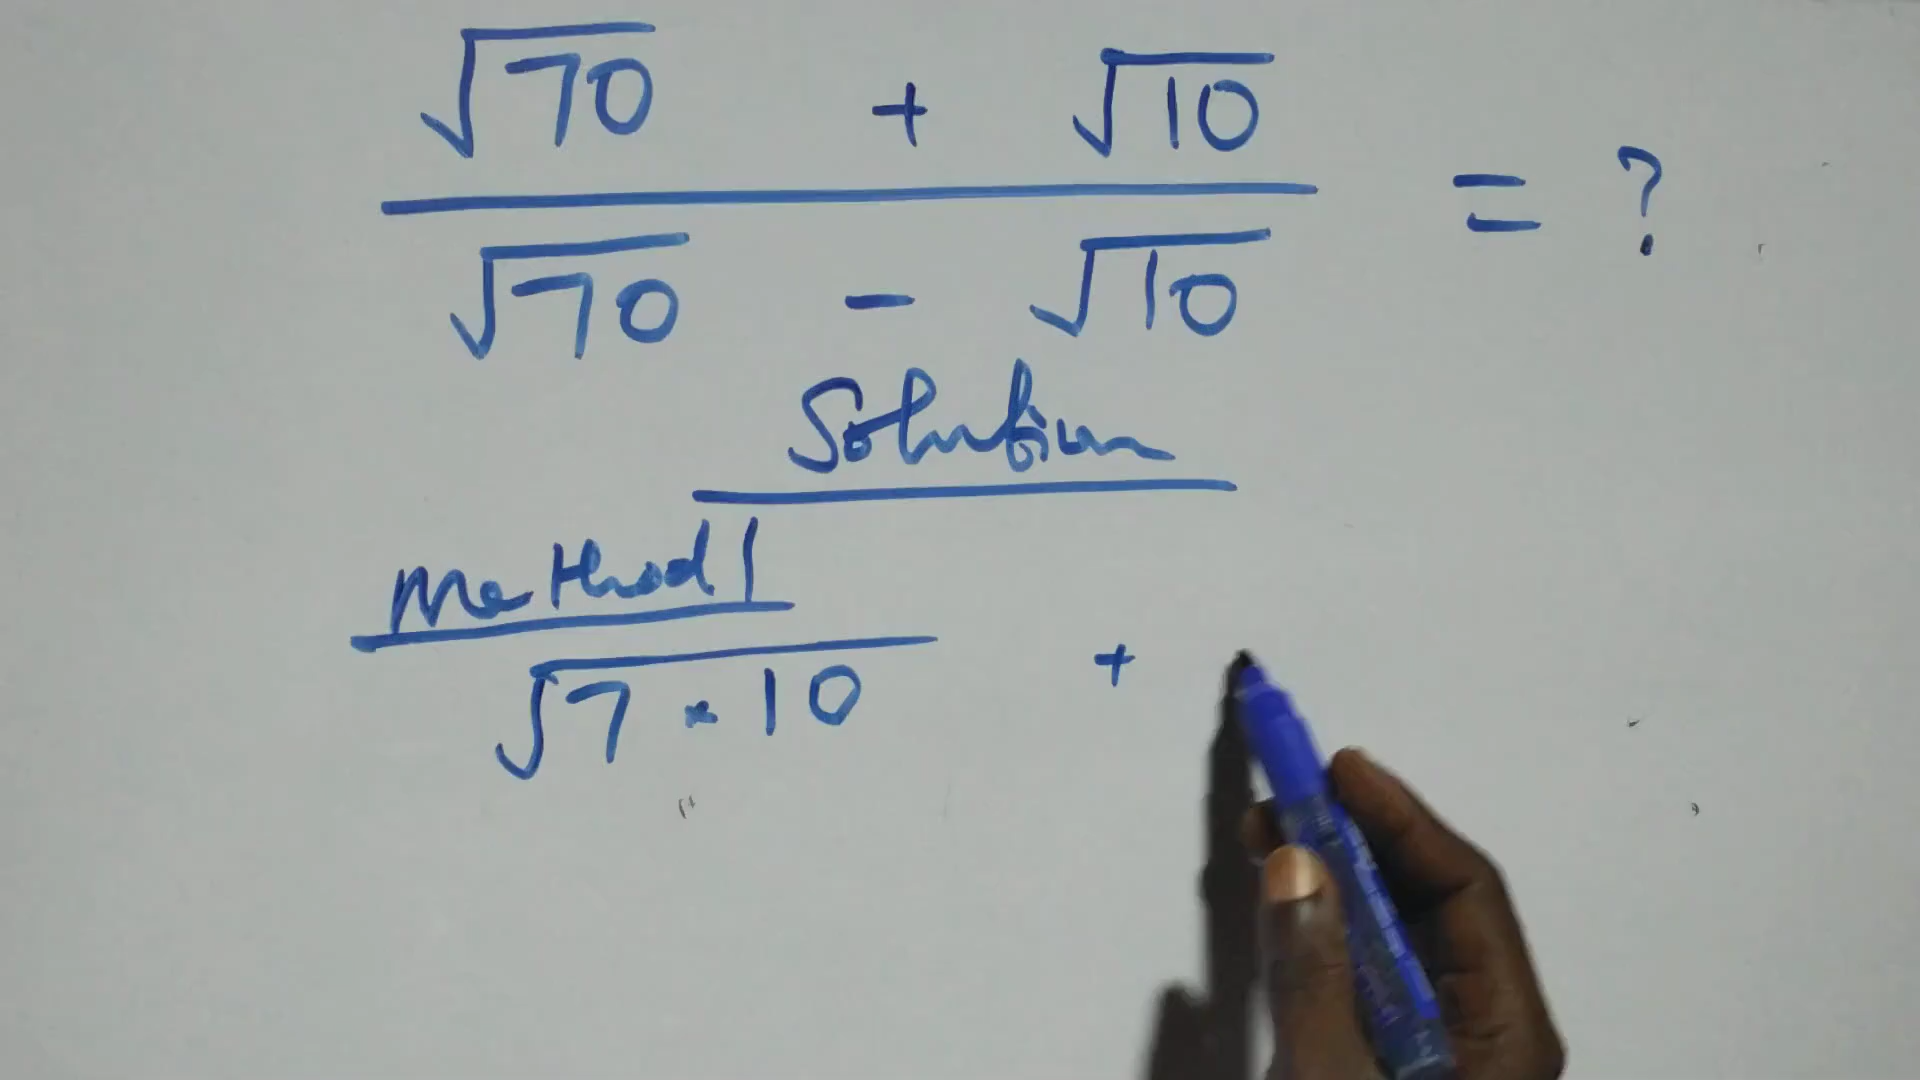 √70 + √10
√70 - √10
= ?
Solution
Method 1
√7 × 10 +